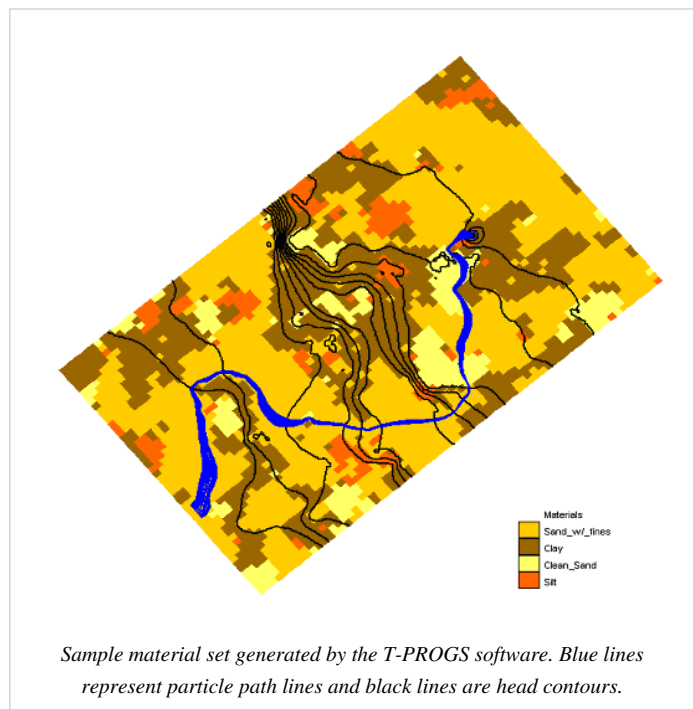 Materials
Sand_w/_fines
Clay
Clean_Sand
Silt
Sample material set generated by the T-PROGS software. Blue lines
represent particle path lines and black lines are head contours.